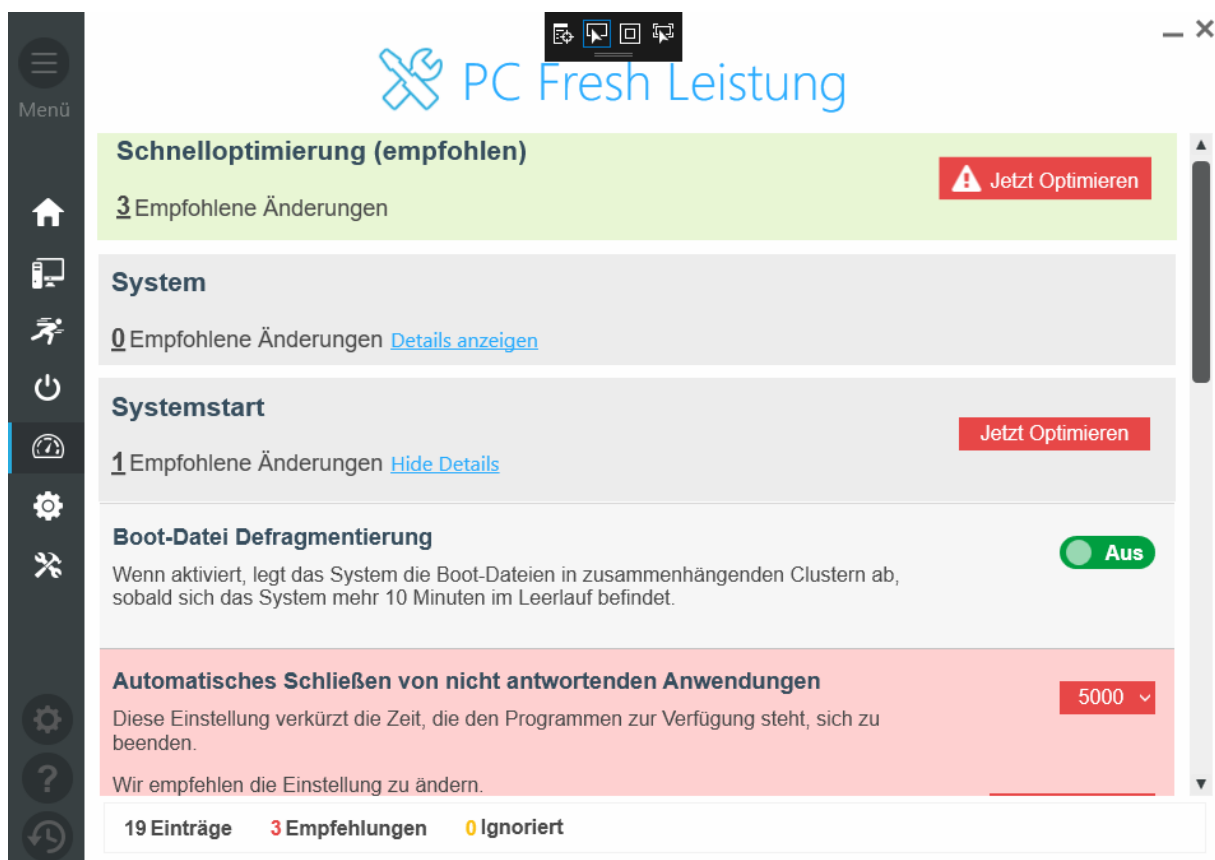 Menü
PC Fresh Leistung
Schnelloptimierung (empfohlen)
3 Empfohlene Änderungen
Jetzt Optimieren
System
0 Empfohlene Änderungen Details anzeigen
Systemstart
1 Empfohlene Änderungen Hide Details
Jetzt Optimieren
Boot-Datei Defragmentierung
Wenn aktiviert, legt das System die Boot-Dateien in zusammenhängenden Clustern ab,
sobald sich das System mehr 10 Minuten im Leerlauf befindet.
Aus
Automatisches Schließen von nicht antwortenden Anwendungen
Diese Einstellung verkürzt die Zeit, die den Programmen zur Verfügung steht, sich zu
beenden.
5000
Wir empfehlen die Einstellung zu ändern.
19 Einträge 3 Empfehlungen 0 Ignoriert